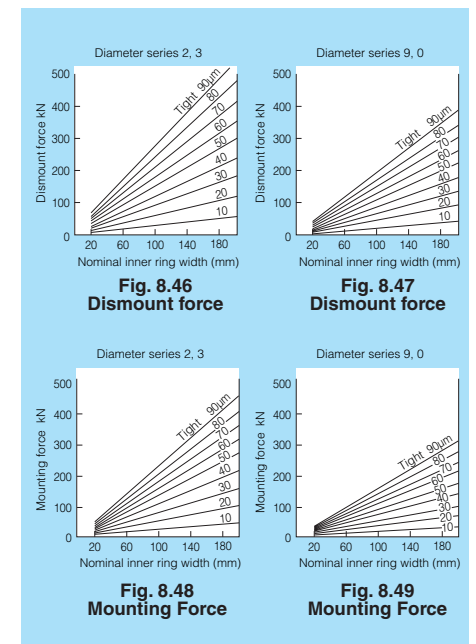 Diameter series 2, 3
500
400
300
200
100
0
Dismount force kN
Tight 90μm
80
70
60
50
40
30
20
10
20 60 100 140 180
Nominal inner ring width (mm)
Fig. 8.46
Dismount force
Diameter series 9, 0
500
400
300
200
100
0
Dismount force kN
Tight 90μm
80
70
60
50
40
30
20
10
20 60 100 140 180
Nominal inner ring width (mm)
Fig. 8.47
Dismount force
Diameter series 2, 3
500
400
300
200
100
0
Mounting force kN
Tight 90μm
80
70
60
50
40
30
20
10
20 60 100 140 180
Nominal inner ring width (mm)
Fig. 8.48
Mounting Force
Diameter series 9, 0
500
400
300
200
100
0
Mounting force kN
Tight 90μm
80
70
60
50
40
30
20
10
20 60 100 140 180
Nominal inner ring width (mm)
Fig. 8.49
Mounting Force